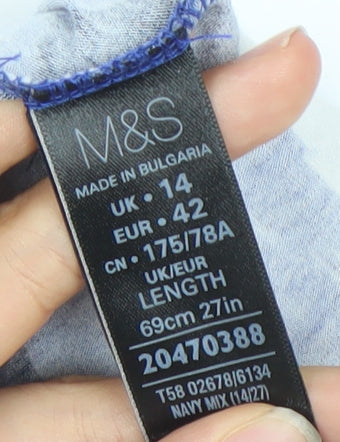 M&S
MADE IN BULGARIA
UK • 14
EUR • 42
CN • 175/78A
UK/EUR
LENGTH
69cm 27in
20470388
T58 02678/6134
NAVY MIX (14/27)